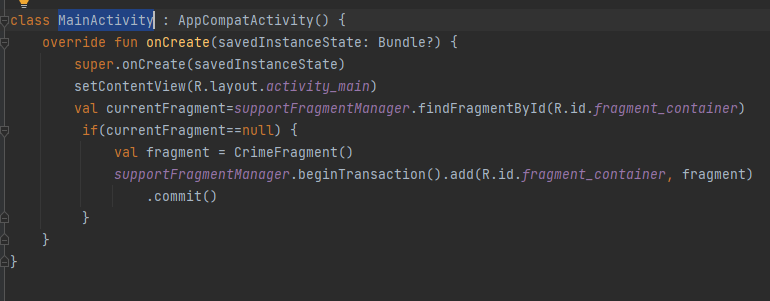 class MainActivity : AppCompatActivity() {
    override fun onCreate(savedInstanceState: Bundle?) {
        super.onCreate(savedInstanceState)
        setContentView(R.layout.activity_main)
        val currentFragment=supportFragmentManager.findFragmentById(R.id.fragment_container)
         if(currentFragment==null) {
             val fragment = CrimeFragment()
             supportFragmentManager.beginTransaction().add(R.id.fragment_container, fragment)
                 .commit()
         }
    }
}